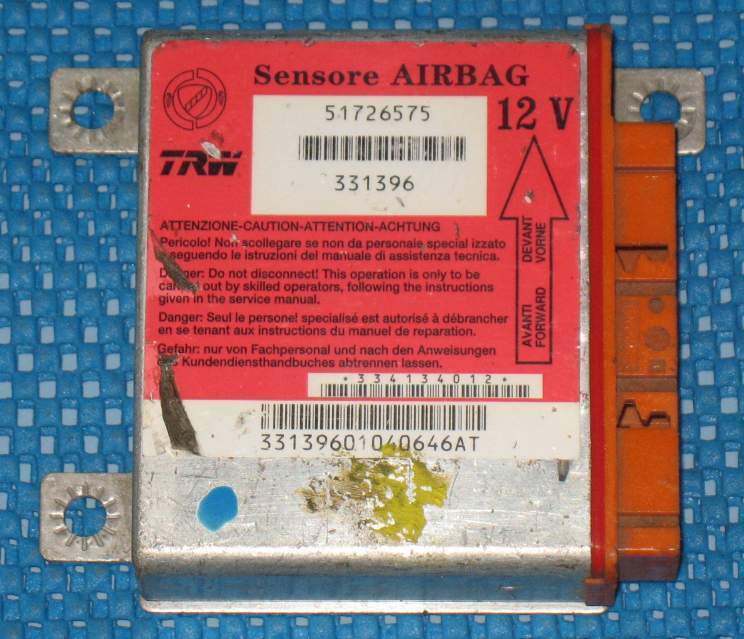 Sensore AIRBAG
51726575
12 V
TRW
331396
ATTENZIONE-CAUTION-ATTENTION-ACHTUNG
Pericolo! Non scollegare se non da personale special izzato
e seguendo le istruzioni del manuale di assistenza tecnica.
Danger: Do not disconnect! This operation is only to be
out by skilled operators, following the instructions
given in the service manual.
Danger: Seul le personel specialisé est autorisé à débrancher
en se tenant aux instructions du manuel de reparation.
Gefahr: nur von Fachpersonal und nach den Anweisungen
Kundendiensthandbuches abtrennen lassen.
AVANTI DEVANT
FORWARD VORNE
*334134012*
33139601040646AT